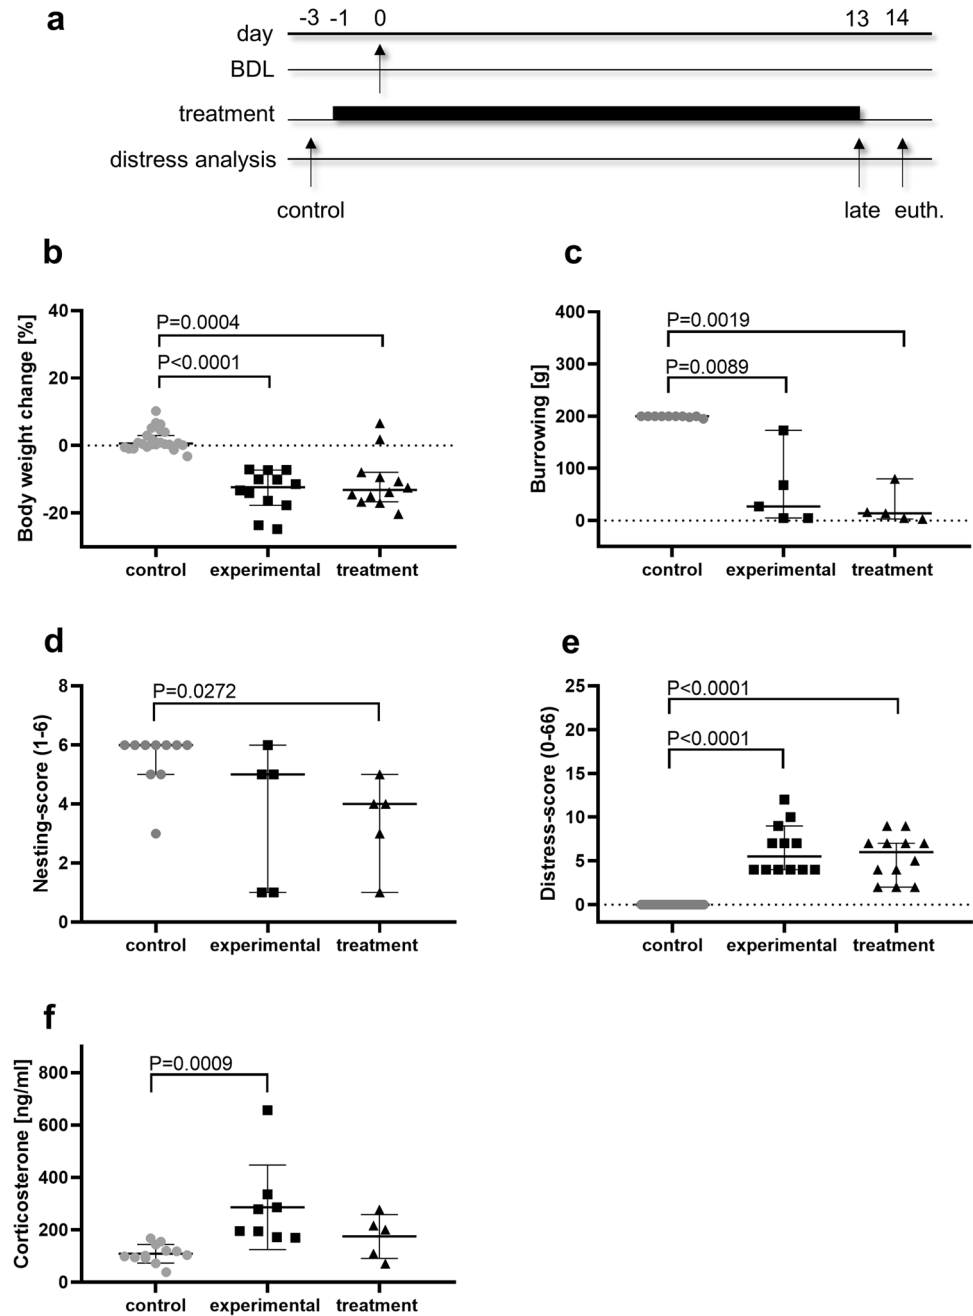 a
-3 -1 0 13 14
day
BDL
treatment
distress analysis
control late euth.
b
Body weight change [%]
40
20
0
-20
P=0.0004
P<0.0001
control experimental treatment
c
Burrowing [g]
400
300
200
100
0
P=0.0019
P=0.0089
control experimental treatment
d
Nesting-score (1-6)
8
6
4
2
0
P=0.0272
control experimental treatment
e
Distress-score (0-66)
25
20
15
10
5
0
P<0.0001
P<0.0001
control experimental treatment
f
Corticosterone [ng/ml]
800
600
400
200
0
P=0.0009
control experimental treatment